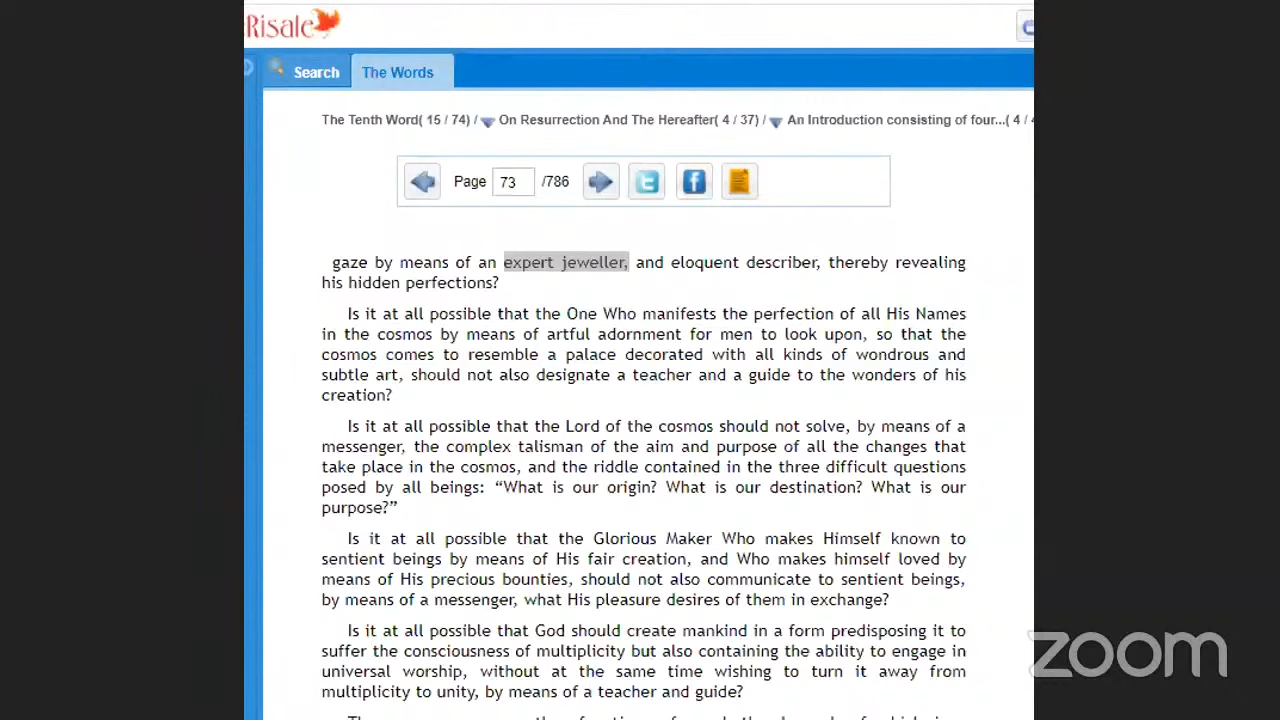 Risale
Search
The Words
The Tenth Word( 15 / 74) / On Resurrection And The Hereafter( 4 / 37) / An Introduction consisting of four...( 4 /
Page 73 /786
gaze by means of an expert jeweller, and eloquent describer, thereby revealing
his hidden perfections?
Is it at all possible that the One Who manifests the perfection of all His Names
in the cosmos by means of artful adornment for men to look upon, so that the
cosmos comes to resemble a palace decorated with all kinds of wondrous and
subtle art, should not also designate a teacher and a guide to the wonders of his
creation?
Is it at all possible that the Lord of the cosmos should not solve, by means of a
messenger, the complex talisman of the aim and purpose of all the changes that
take place in the cosmos, and the riddle contained in the three difficult questions
posed by all beings: “What is our origin? What is our destination? What is our
purpose?”
Is it at all possible that the Glorious Maker Who makes Himself known to
sentient beings by means of His fair creation, and Who makes himself loved by
means of His precious bounties, should not also communicate to sentient beings,
by means of a messenger, what His pleasure desires of them in exchange?
Is it at all possible that God should create mankind in a form predisposing it to
suffer the consciousness of multiplicity but also containing the ability to engage in
universal worship, without at the same time wishing to turn it away from
multiplicity to unity, by means of a teacher and guide?
zoom